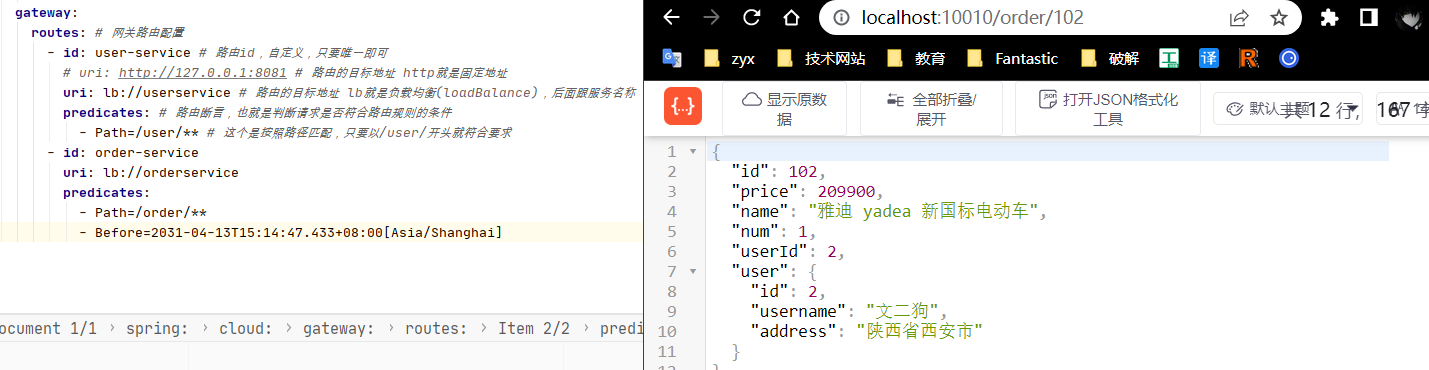 gateway:
routes: # 网关路由配置
- id: user-service # 路由id，自定义，只要唯一即可
# uri: http://127.0.0.1:8081 # 路由的目标地址 http就是固定地址
uri: lb://userservice # 路由的目标地址 lb就是负载均衡(loadBalance)，后面跟服务名称
predicates: # 路由断言，也就是判断请求是否符合路由规则的条件
- Path=/user/** # 这个是按照路径匹配，只要以/user/开头就符合要求
- id: order-service
uri: lb://orderservice
predicates:
- Path=/order/**
- Before=2031-04-13T15:14:47.433+08:00[Asia/Shanghai]
ocument 1/1 › spring: › cloud: › gateway: › routes: › Item 2/2 › predi
localhost:10010/order/102
zyx 技术网站 教育 Fantastic 破解 工 译 R
{...} 显示原数据 全部折叠/展开 打开JSON格式化工具 默认主题 共 12 行, 167 字
1 {
2 "id": 102,
3 "price": 209900,
4 "name": "雅迪 yadea 新国标电动车",
5 "num": 1,
6 "userId": 2,
7 "user": {
8 "id": 2,
9 "username": "文二狗",
10 "address": "陕西省西安市"
11 }
12 }